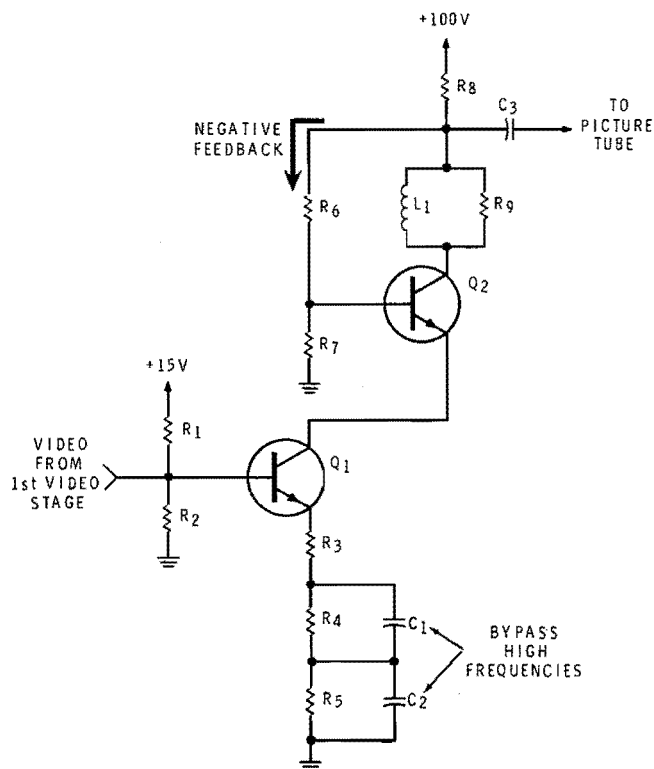 +100V
R8
C3
TO
PICTURE
TUBE
NEGATIVE
FEEDBACK
R6
L1
R9
Q2
R7
+15V
R1
VIDEO
FROM
1st VIDEO
STAGE
Q1
R2
R3
R4
C1
BYPASS
HIGH
FREQUENCIES
R5
C2